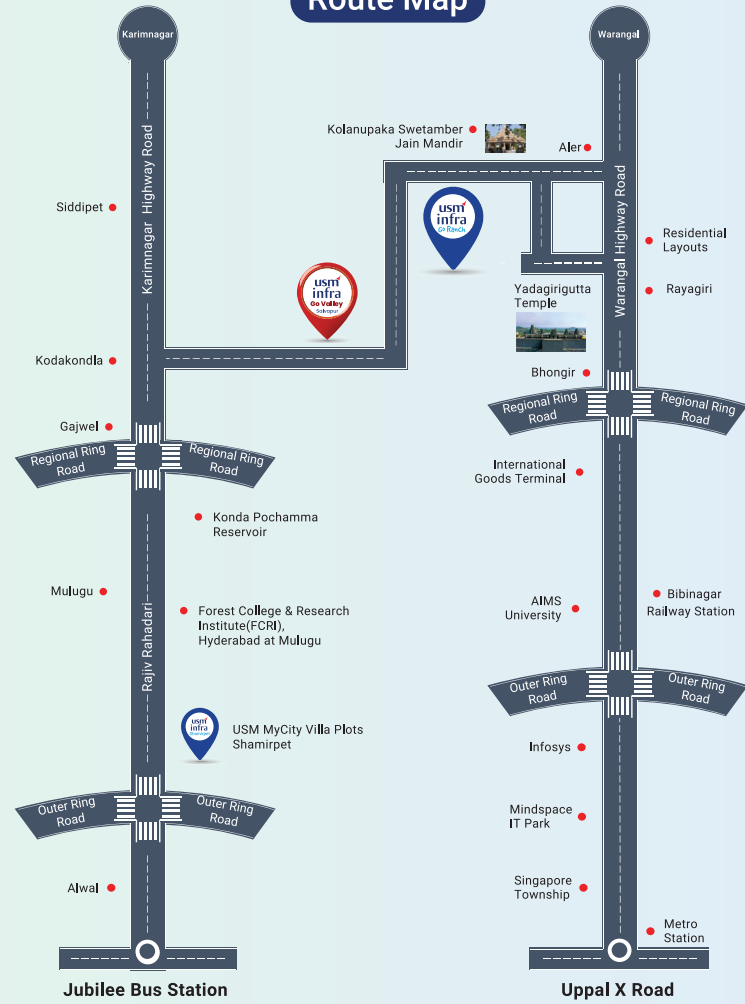 Route Map
Karimnagar
Warangal
Karimnagar Highway Road
Warangal Highway Road
Kolanupaka Swetamber
Jain Mandir
Aler
Siddipet
usm
infra
Go Ranch
Residential
Layouts
usm
infra
Go Valley
Salvapur
Yadagirigutta
Temple
Rayagiri
Kodakondla
Bhongir
Gajwel
Regional Ring
Road
Regional Ring
Road
Regional Ring
Road
Regional Ring
Road
International
Goods Terminal
Konda Pochamma
Reservoir
Mulugu
Rajiv Rahadari
Forest College & Research
Institute(FCRI),
Hyderabad at Mulugu
AIMS
University
Bibinagar
Railway Station
Outer Ring
Road
Outer Ring
Road
usm
infra
Shamirpet
USM MyCity Villa Plots
Shamirpet
Infosys
Outer Ring
Road
Outer Ring
Road
Mindspace
IT Park
Alwal
Singapore
Township
Metro
Station
Jubilee Bus Station
Uppal X Road